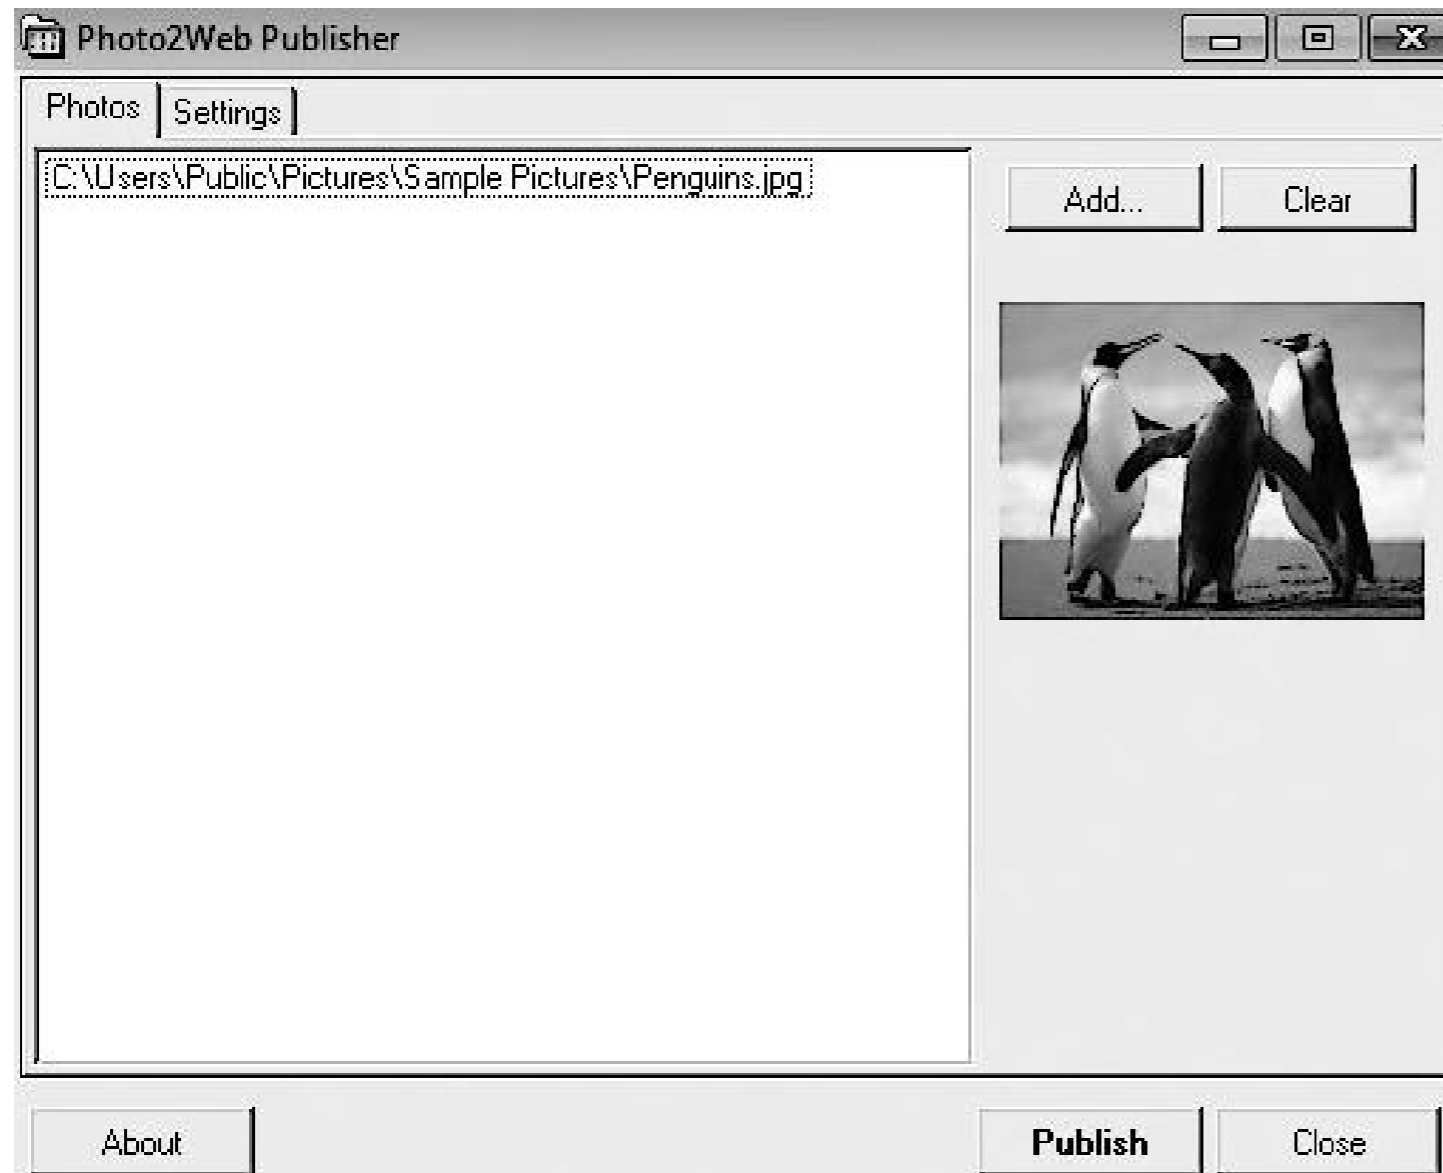 Photo2Web Publisher
Photos
Settings
C:\Users\Public\Pictures\Sample Pictures\Penguins.jpg
Add...
Clear
About
Publish
Close